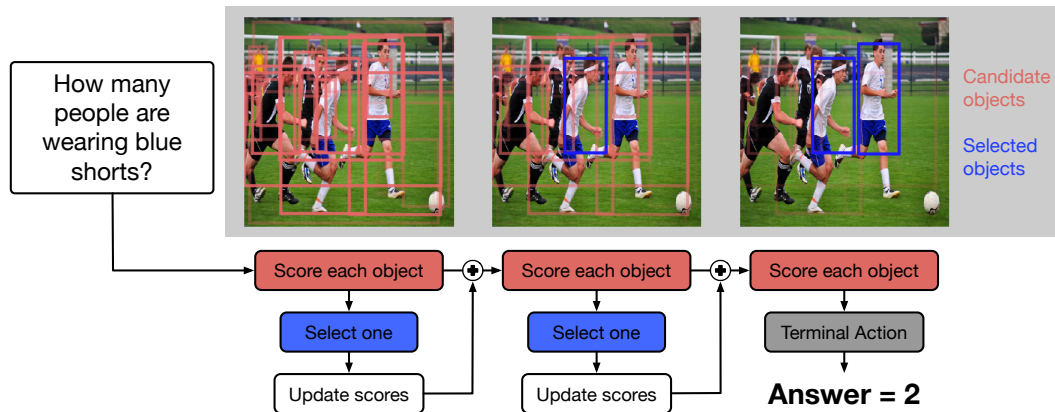 How many
people are
wearing blue
shorts?
Candidate
objects
Selected
objects
Score each object
Score each object
Score each object
Select one
Select one
Terminal Action
Update scores
Update scores
Answer = 2